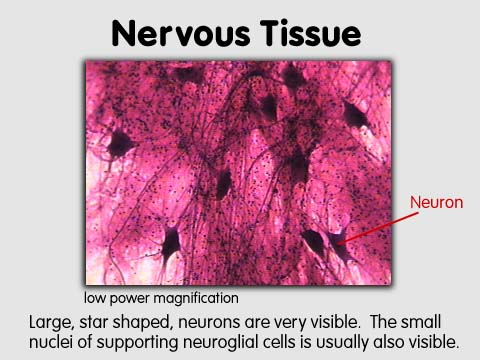 Nervous Tissue
Neuron
low power magnification
Large, star shaped, neurons are very visible.  The small
nuclei of supporting neuroglial cells is usually also visible.